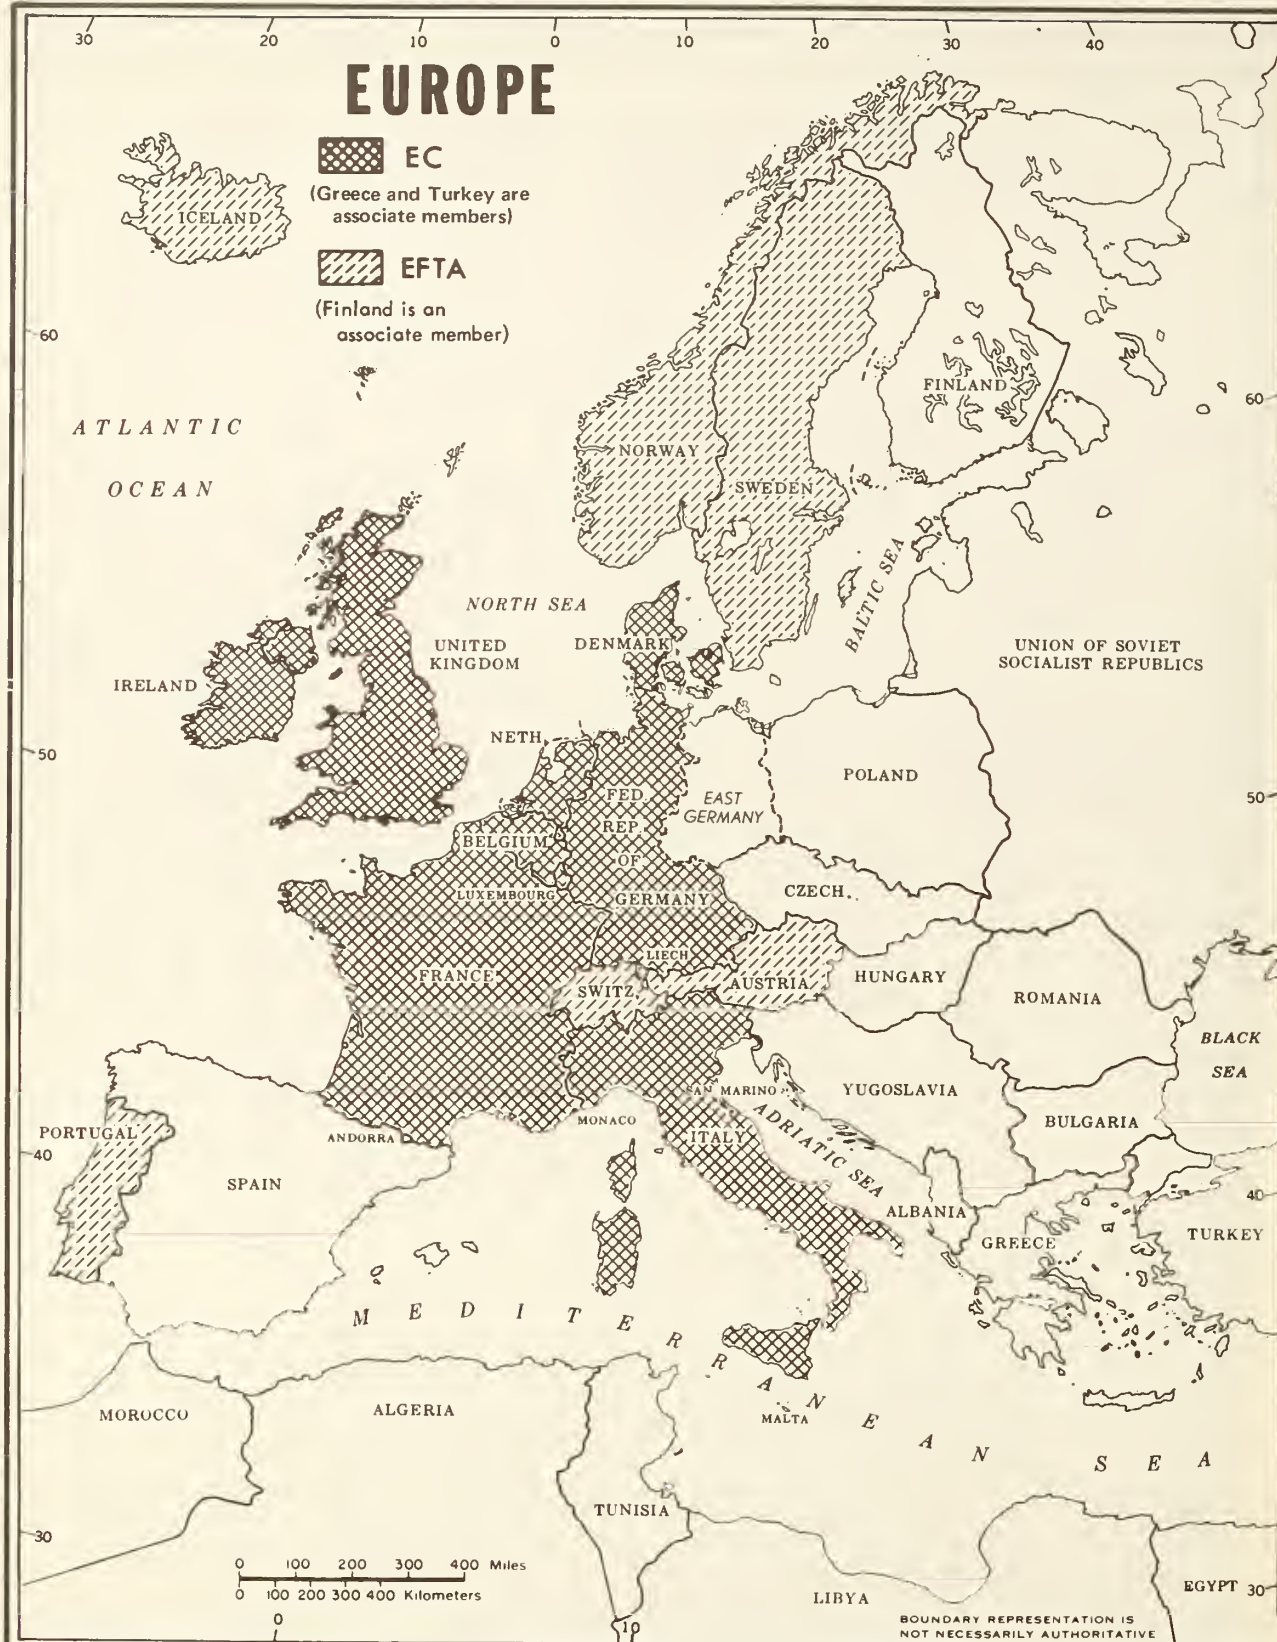 30 20 10 0 10 20 30 40
EUROPE
EC
(Greece and Turkey are
associate members)
EFTA
(Finland is an
associate member)
ICELAND
60
60
ATLANTIC
OCEAN
FINLAND
NORWAY
SWEDEN
BALTIC SEA
NORTH SEA
DENMARK
UNITED
KINGDOM
UNION OF SOVIET
SOCIALIST REPUBLICS
IRELAND
NETH
50
50
POLAND
FED.
REP.
OF
GERMANY
EAST
GERMANY
BELGIUM
LUXEMBOURG
CZECH.
LIECH
FRANCE
SWITZ.
AUSTRIA
HUNGARY
ROMANIA
BLACK
SEA
SAN MARINO
YUGOSLAVIA
BULGARIA
MONACO
ADRIATIC SEA
ITALY
PORTUGAL
ANDORRA
40
40
SPAIN
ALBANIA
GREECE
TURKEY
MEDITERRANEAN SEA
MOROCCO
ALGERIA
MALTA
TUNISIA
30
30
LIBYA
EGYPT
0 100 200 300 400 Miles
0 100 200 300 400 Kilometers
0
10
BOUNDARY REPRESENTATION IS
NOT NECESSARILY AUTHORITATIVE